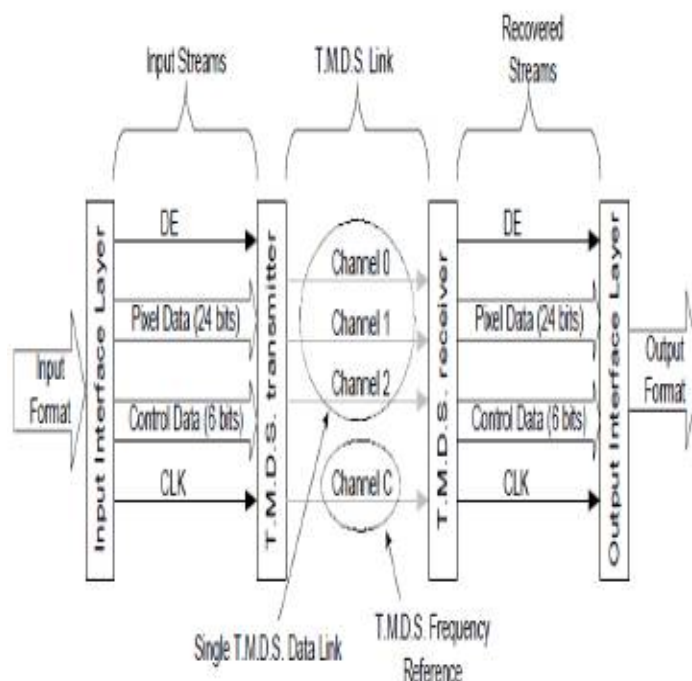 Input Streams
T.M.D.S. Link
Recovered
Streams
Input
Format
Input Interface Layer
DE
Pixel Data (24 bits)
Control Data (6 bits)
CLK
T.M.D.S. transmitter
Channel 0
Channel 1
Channel 2
Channel C
T.M.D.S. receiver
DE
Pixel Data (24 bits)
Control Data (6 bits)
CLK
Output Interface Layer
Output
Format
Single T.M.D.S. Data Link
T.M.D.S. Frequency
Reference